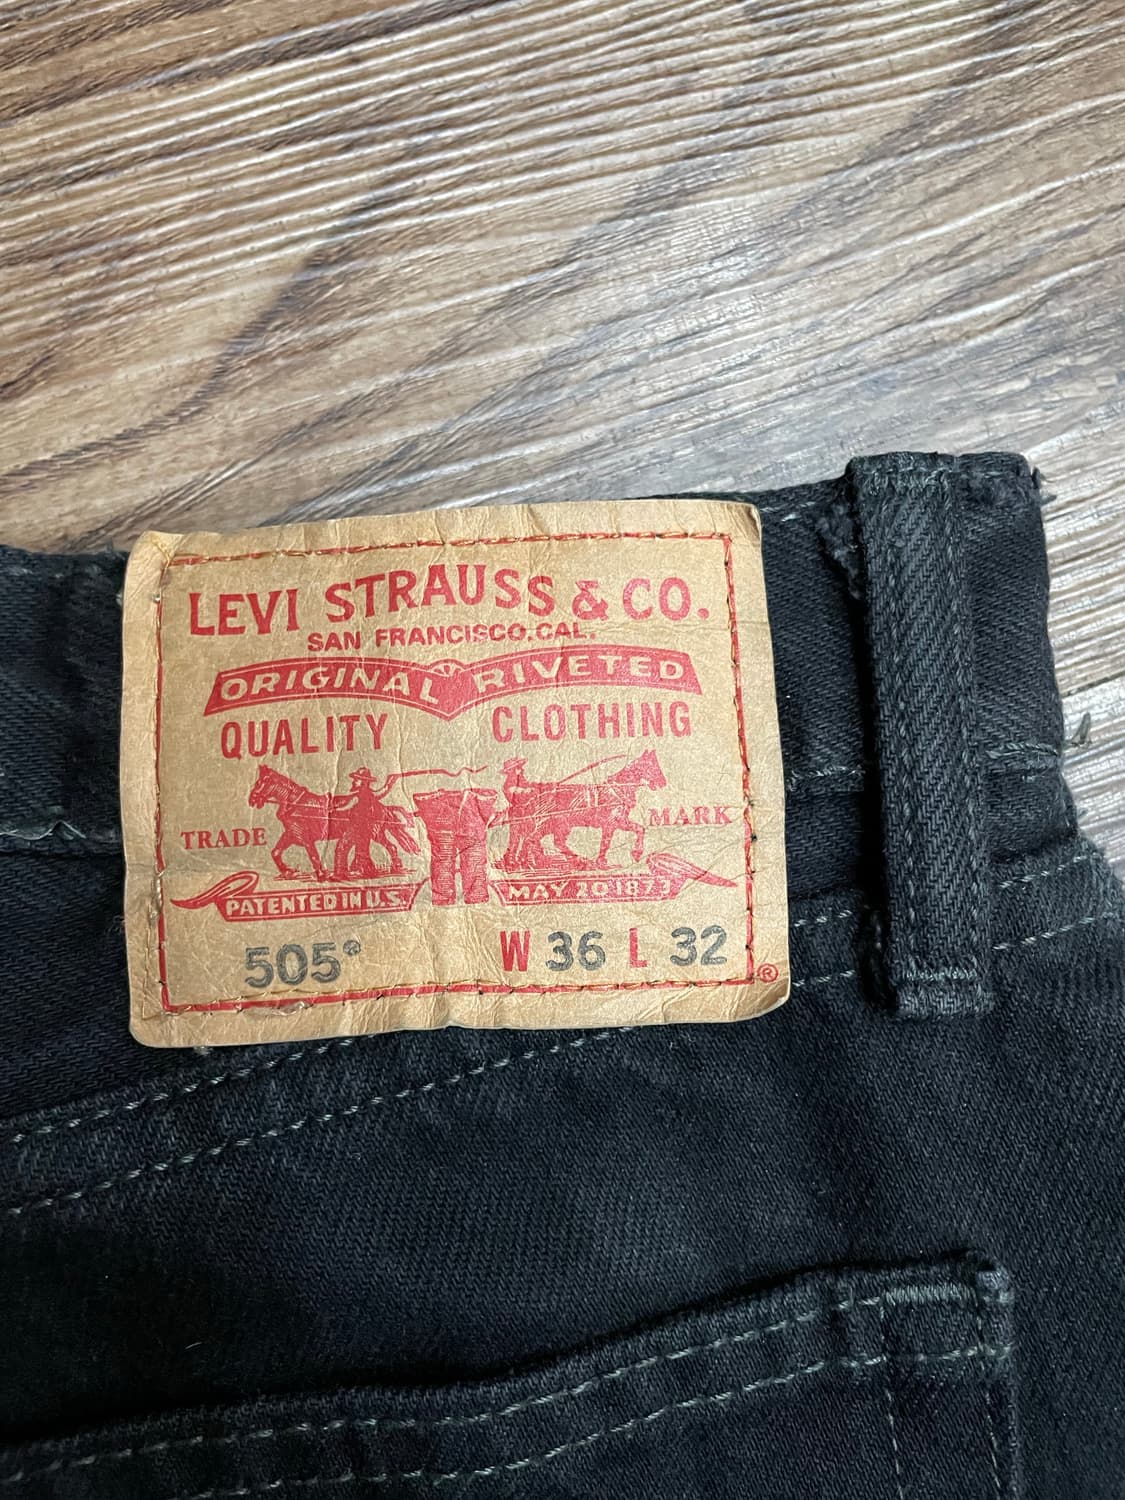 LEVI STRAUSS & CO.
SAN FRANCISCO, CAL.
ORIGINAL RIVETED
QUALITY CLOTHING
TRADE MARK
PATENTED IN U.S. MAY 20 1873
505® W 36 L 32
®